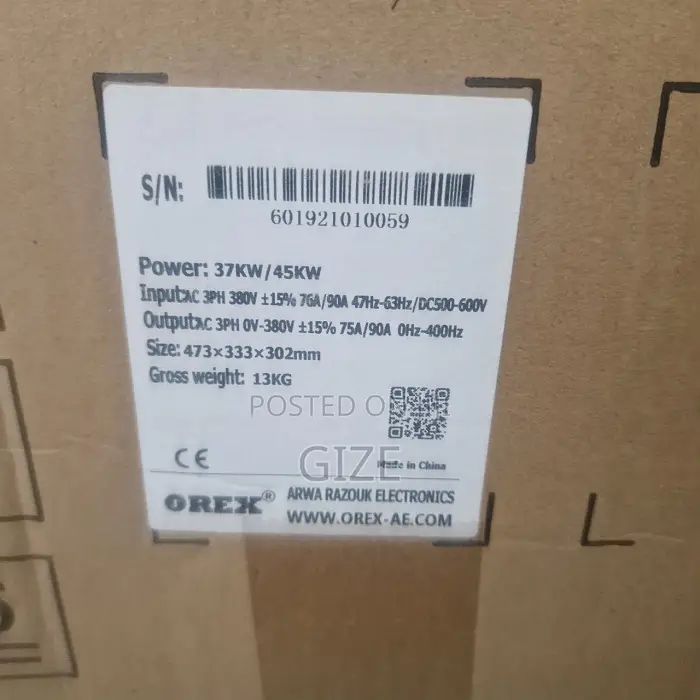 S/N:
601921010059
Power: 37KW/45KW
Input:AC 3PH 380V ±15% 76A/90A 47Hz-63Hz/DC500-600V
Output:AC 3PH 0V-380V ±15% 75A/90A 0Hz-400Hz
Size: 473×333×302mm
Gross weight: 13KG
POSTED ON
GIZE
CE
Made in China
OREX® ARWA RAZOUK ELECTRONICS
WWW.OREX-AE.COM